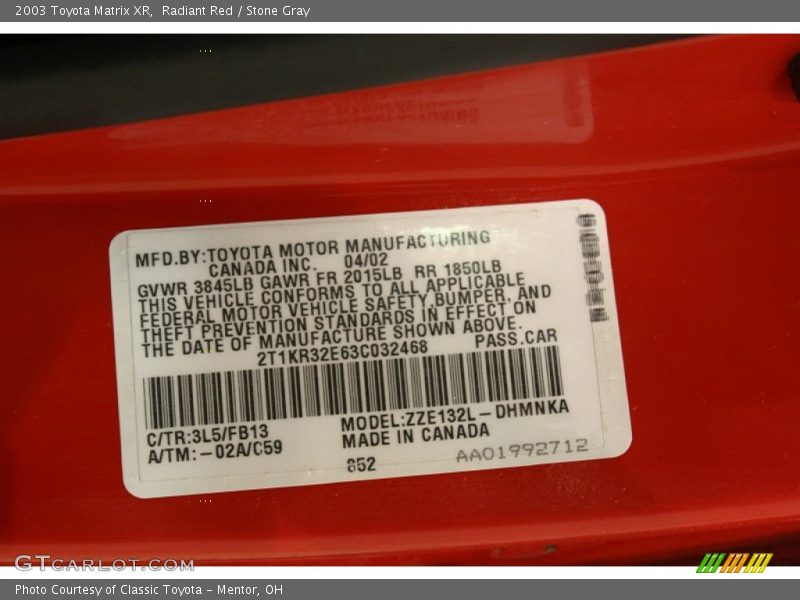 2003 Toyota Matrix XR, Radiant Red / Stone Gray
MFD.BY:TOYOTA MOTOR MANUFACTURING
CANADA INC. 04/02
GVWR 3845LB GAWR FR 2015LB RR 1850LB
THIS VEHICLE CONFORMS TO ALL APPLICABLE
FEDERAL MOTOR VEHICLE SAFETY, BUMPER, AND
THEFT PREVENTION STANDARDS IN EFFECT ON
THE DATE OF MANUFACTURE SHOWN ABOVE.
2T1KR32E63C032468 PASS.CAR
C/TR:3L5/FB13 MODEL:ZZE132L-DHMNKA
A/TM:-02A/C59 MADE IN CANADA
852 AA01992712
GTCARLOT.COM
Photo Courtesy of Classic Toyota - Mentor, OH